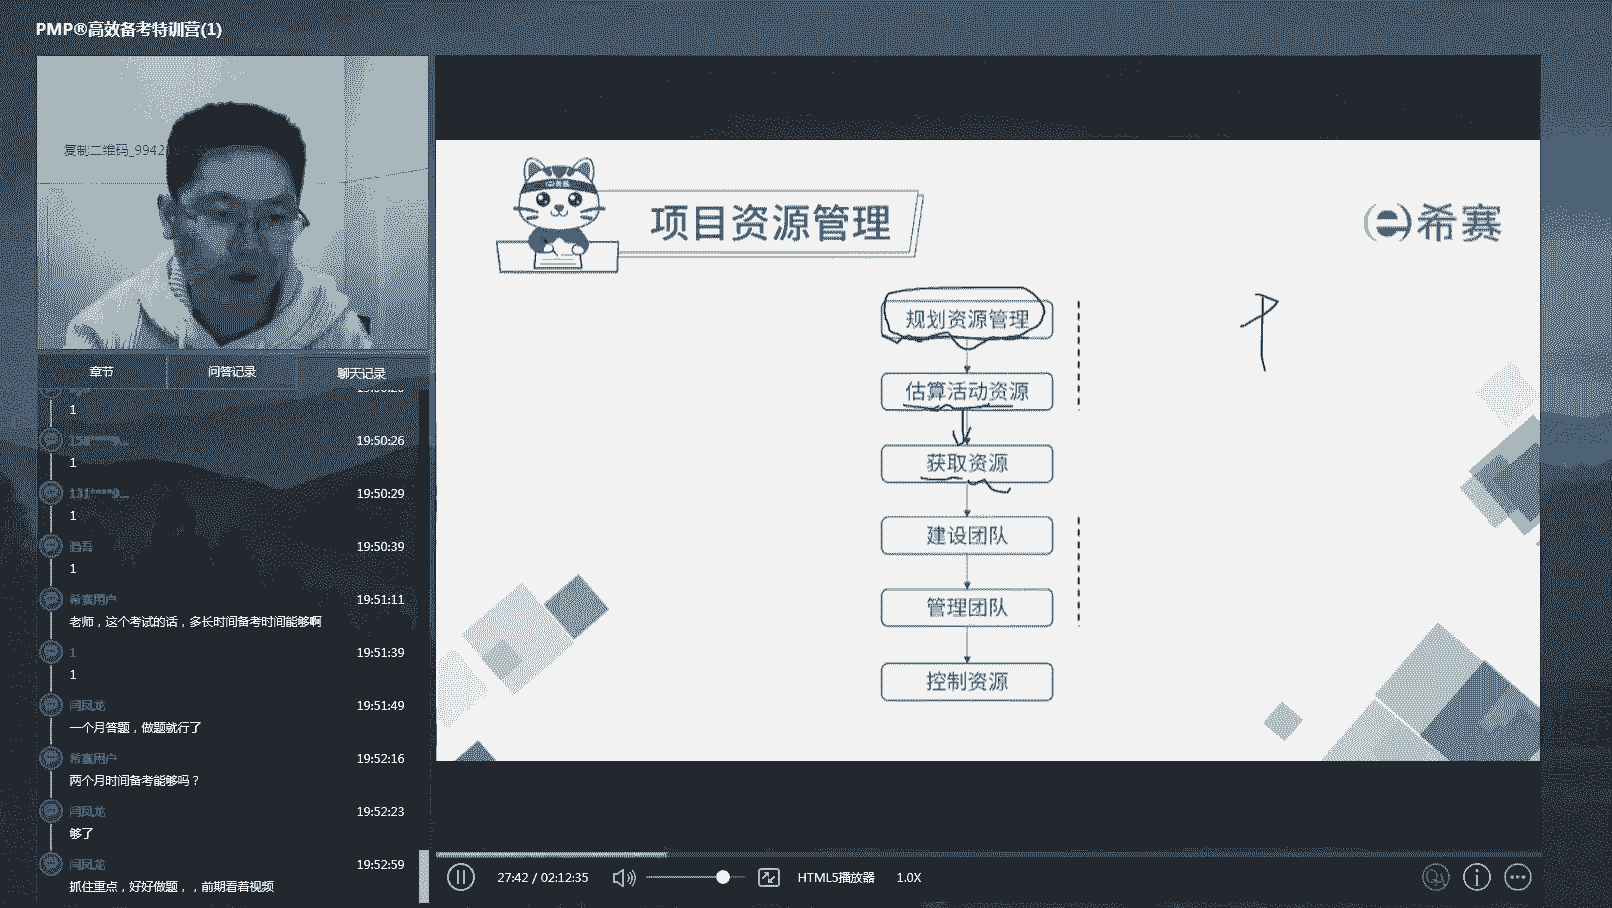 PMP®高效备考特训营(1)
复制二维码_9942
章节
问答记录
聊天记录
1
19:50:26
1
19:50:29
1
19:50:39
1
希赛用户
19:51:11
老师，这个考试的话，多长时间备考时间能够啊
1
19:51:39
1
闫凤龙
19:51:49
一个月答题，做题就行了
希赛用户
19:52:16
两个月时间备考能够吗？
闫凤龙
19:52:23
够了
闫凤龙
19:52:59
抓住重点，好好做题，，前期看着视频
项目资源管理
希赛
规划资源管理
估算活动资源
获取资源
建设团队
管理团队
控制资源
27:42 / 02:12:35
HTML5播放器
1.0X